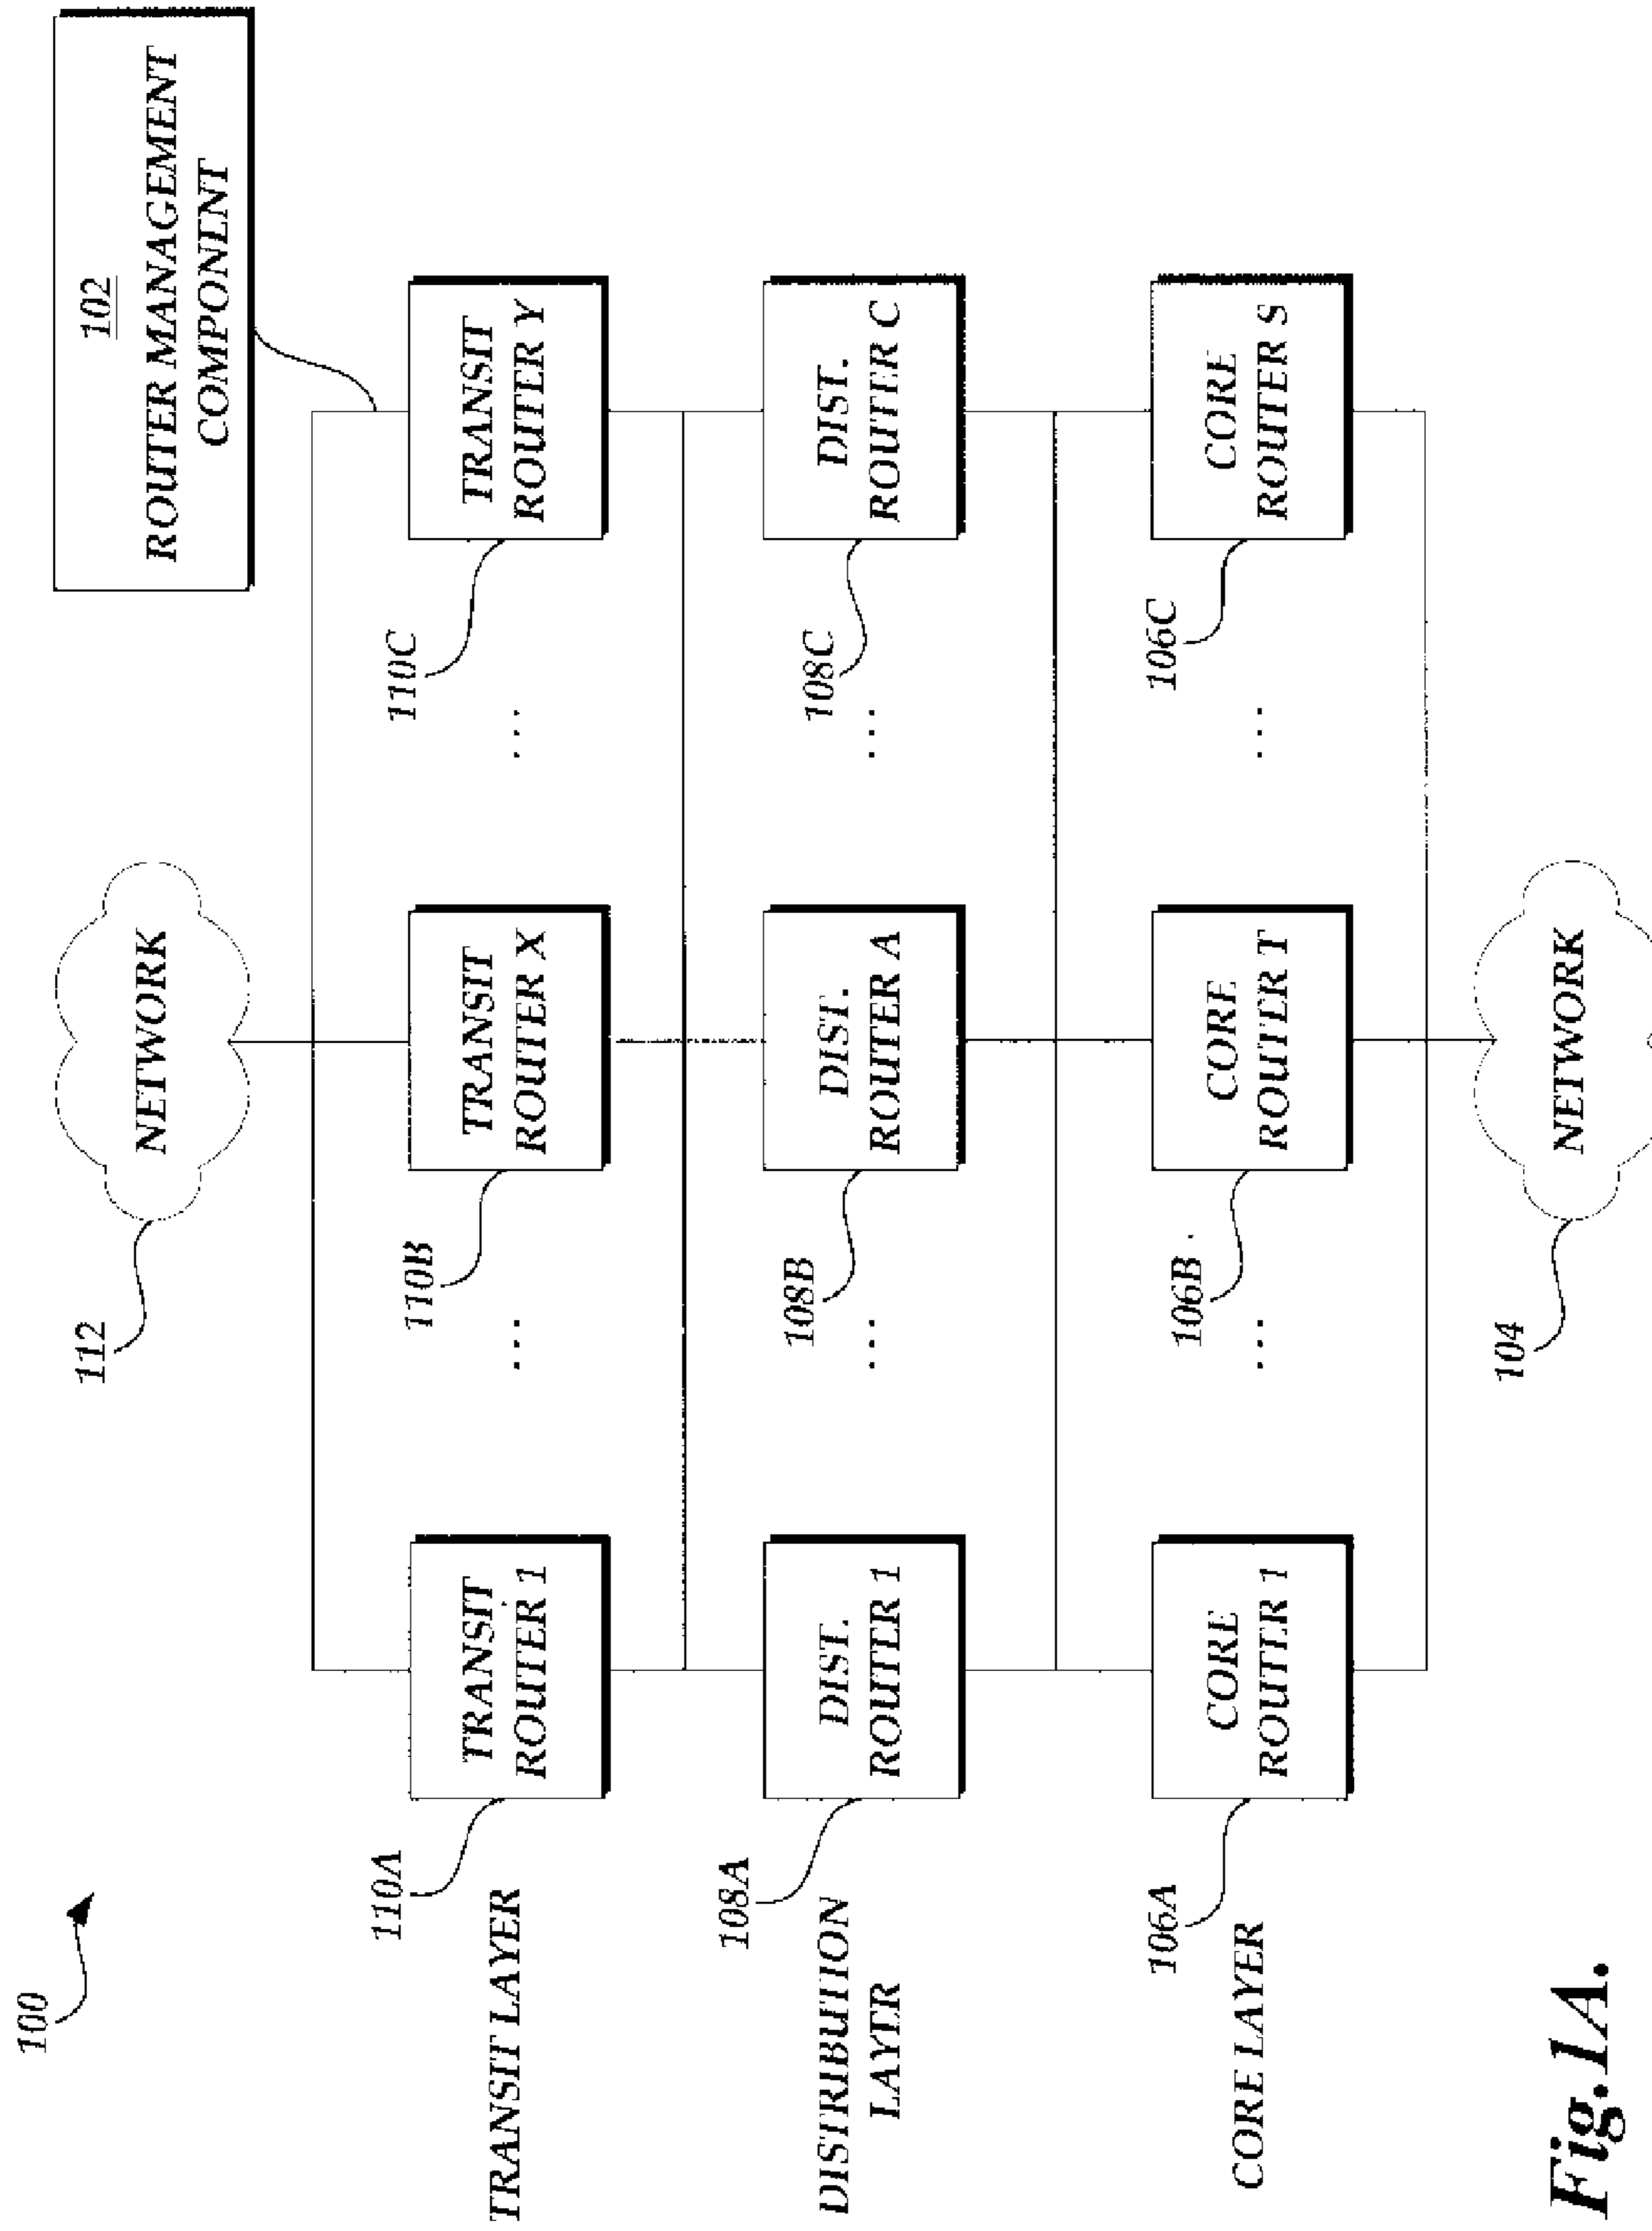 100
112
NETWORK
102
ROUTER MANAGEMENT
COMPONENT
TRANSIT LAYER
110A
TRANSIT
ROUTER 1
...
110B
TRANSIT
ROUTER X
...
110C
TRANSIT
ROUTER Y
DISTRIBUTION
LAYER
108A
DIST.
ROUTER 1
...
108B
DIST.
ROUTER A
...
108C
DIST.
ROUTER C
CORE LAYER
106A
CORE
ROUTER 1
...
106B
CORE
ROUTER T
...
106C
CORE
ROUTER S
104
NETWORK
Fig.1A.